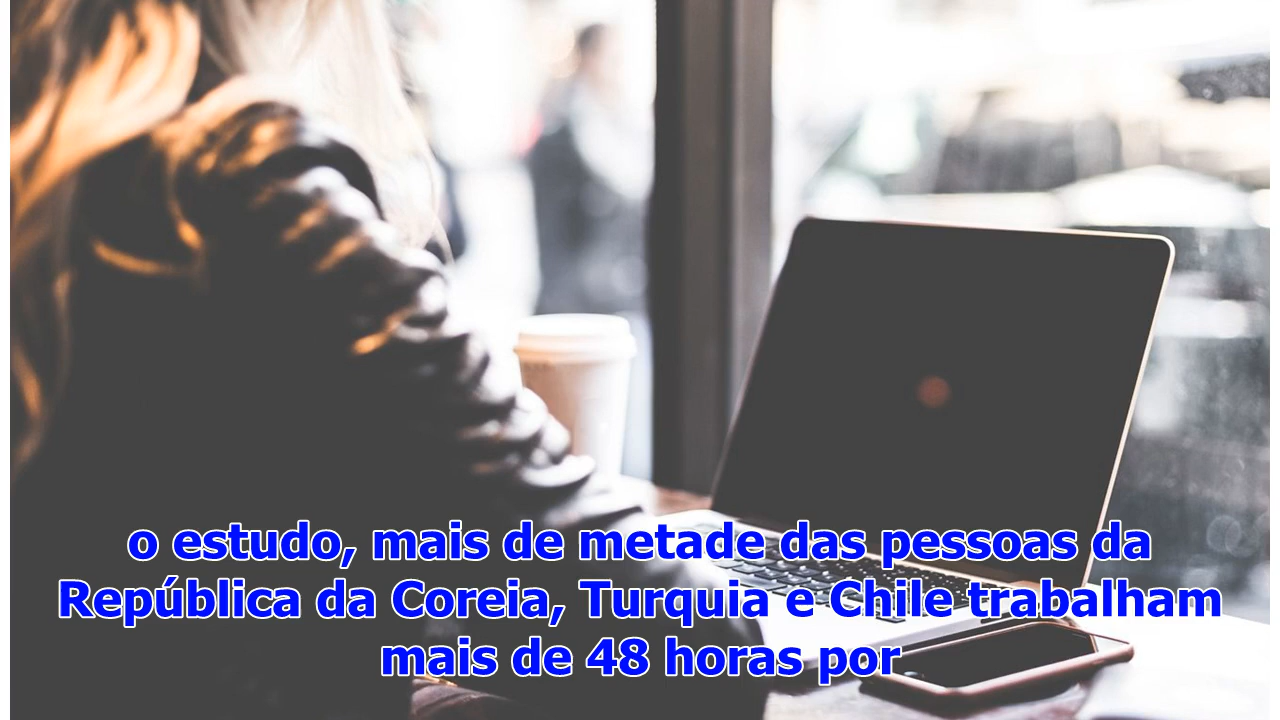 o estudo, mais de metade das pessoas da
República da Coreia, Turquia e Chile trabalham
mais de 48 horas por